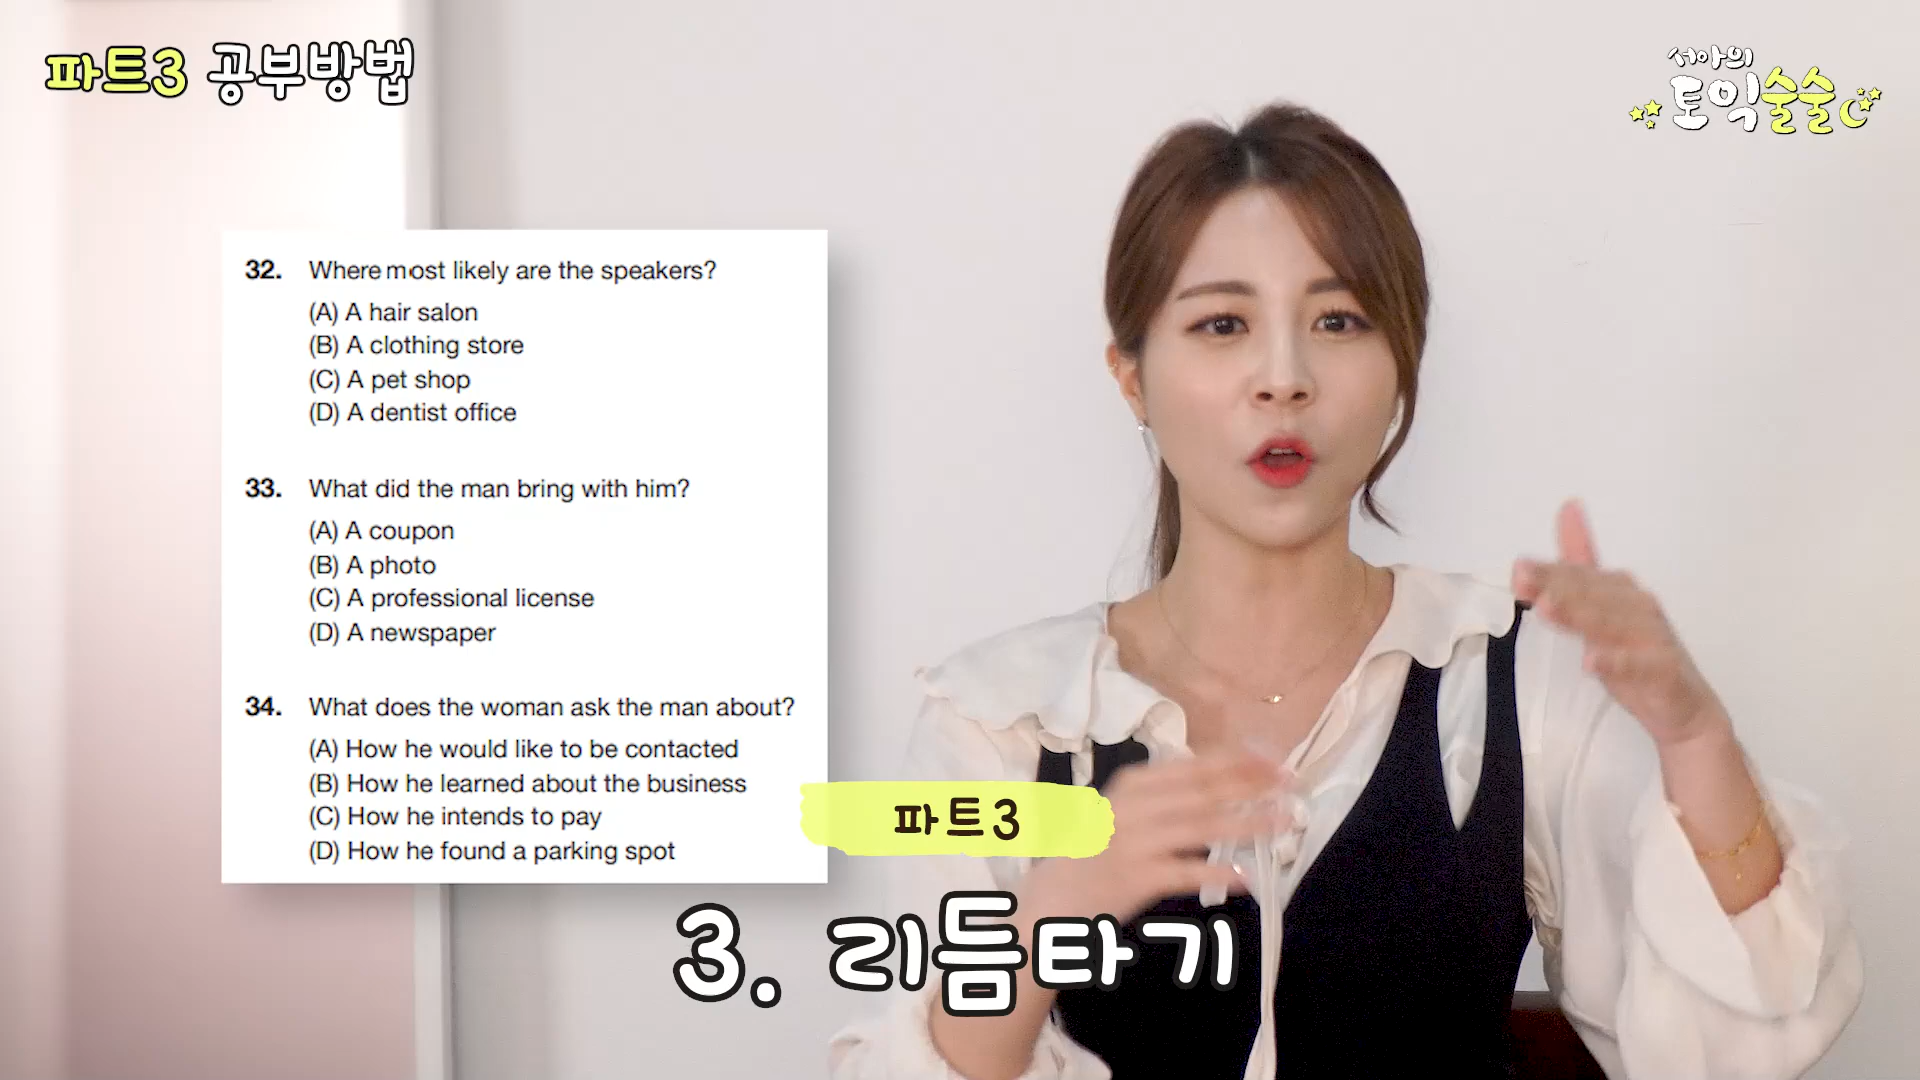 파트3 공부방법
서아의
토익술술
32. Where most likely are the speakers?
(A) A hair salon
(B) A clothing store
(C) A pet shop
(D) A dentist office
33. What did the man bring with him?
(A) A coupon
(B) A photo
(C) A professional license
(D) A newspaper
34. What does the woman ask the man about?
(A) How he would like to be contacted
(B) How he learned about the business
(C) How he intends to pay
(D) How he found a parking spot
파트3
3. 리듬타기